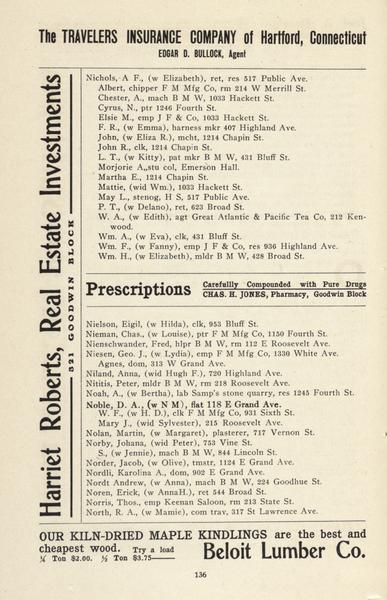 The TRAVELERS INSURANCE COMPANY of Hartford, Connecticut
EDGAR D. BULLOCK, Agent
Harriet Roberts, Real Estate Investments
521 GOODWIN BLOCK
Nichols, A F., (w Elizabeth), ret, res 517 Public Ave.
Albert, chipper F M Mfg Co, rm 214 W Merrill St.
Chester, A., mach B M W, 1033 Hackett St.
Cyrus, N., ptr 1246 Fourth St.
Elsie M., emp J F & Co, 1033 Hackett St.
F. R., (w Emma), harness mkr 407 Highland Ave.
John, (w Eliza R.), mcht, 1214 Chapin St.
John R., clk, 1214 Chapin St.
L. T., (w Kitty), pat mkr B M W, 431 Bluff St.
Morjorie A,,stu col, Emerson Hall.
Martha E., 1214 Chapin St.
Mattie, (wid Wm.), 1033 Hackett St.
May L., stenog, H S, 517 Public Ave.
P. T., (w Delano), ret, 623 Broad St.
W. A., (w Edith), agt Great Atlantic & Pacific Tea Co, 212 Ken-
wood.
Wm. A., (w Eva), clk, 431 Bluff St.
Wm. F., (w Fanny), emp J F & Co, res 936 Highland Ave.
Wm. H., (w Elizabeth), mldr B M W, 428 Broad St.
Prescriptions
Carefully Compounded with Pure Drugs
CHAS. H. JONES, Pharmacy, Goodwin Block
Nielson, Eigil, (w Hilda), clk, 953 Bluff St.
Nieman, Chas., (w Louise), ptr F M Mfg Co, 1150 Fourth St.
Nienschwander, Fred, hlpr B M W, rm 112 E Roosevelt Ave.
Niesen, Geo. J., (w Lydia), emp F M Mfg Co, 1330 White Ave.
Agnes, dom, 313 W Grand Ave.
Niland, Anna, (wid Hugh F.), 720 Highland Ave.
Nititis, Peter, mldr B M W, rm 218 Roosevelt Ave.
Noah, A., (w Bertha), lab Samp's stone quarry, res 1245 Fourth St.
Noble, D. A., (w N M), flat 118 E Grand Ave.
W. F., (w H. D.), clk F M Mfg Co, 931 Sixth St.
Mary J., (wid Sylvester), 215 Roosevelt Ave.
Nolan, Martin, (w Margaret), plasterer, 717 Vernon St.
Norby, Johana, (wid Peter), 753 Vine St.
S., (w Jennie), mach B M W, 844 Lincoln St.
Norder, Jacob, (w Olive), tmstr, 1124 E Grand Ave.
Nordli, Karolina A., dom, 902 E Grand Ave.
Nordt Andrew, (w Anna), mach B M W, 224 Goodhue St.
Noren, Erick, (w AnnaH.), ret 544 Broad St.
Norris, Thos., emp Keenan Saloon, rm 213 State St.
North, R. A., (w Mamie), com trav, 317 St Lawrence Ave.
OUR KILN-DRIED MAPLE KINDLINGS are the best and
cheapest wood. Try a load
¼ Ton $2.00. ½ Ton $3.75——
Beloit Lumber Co.
136